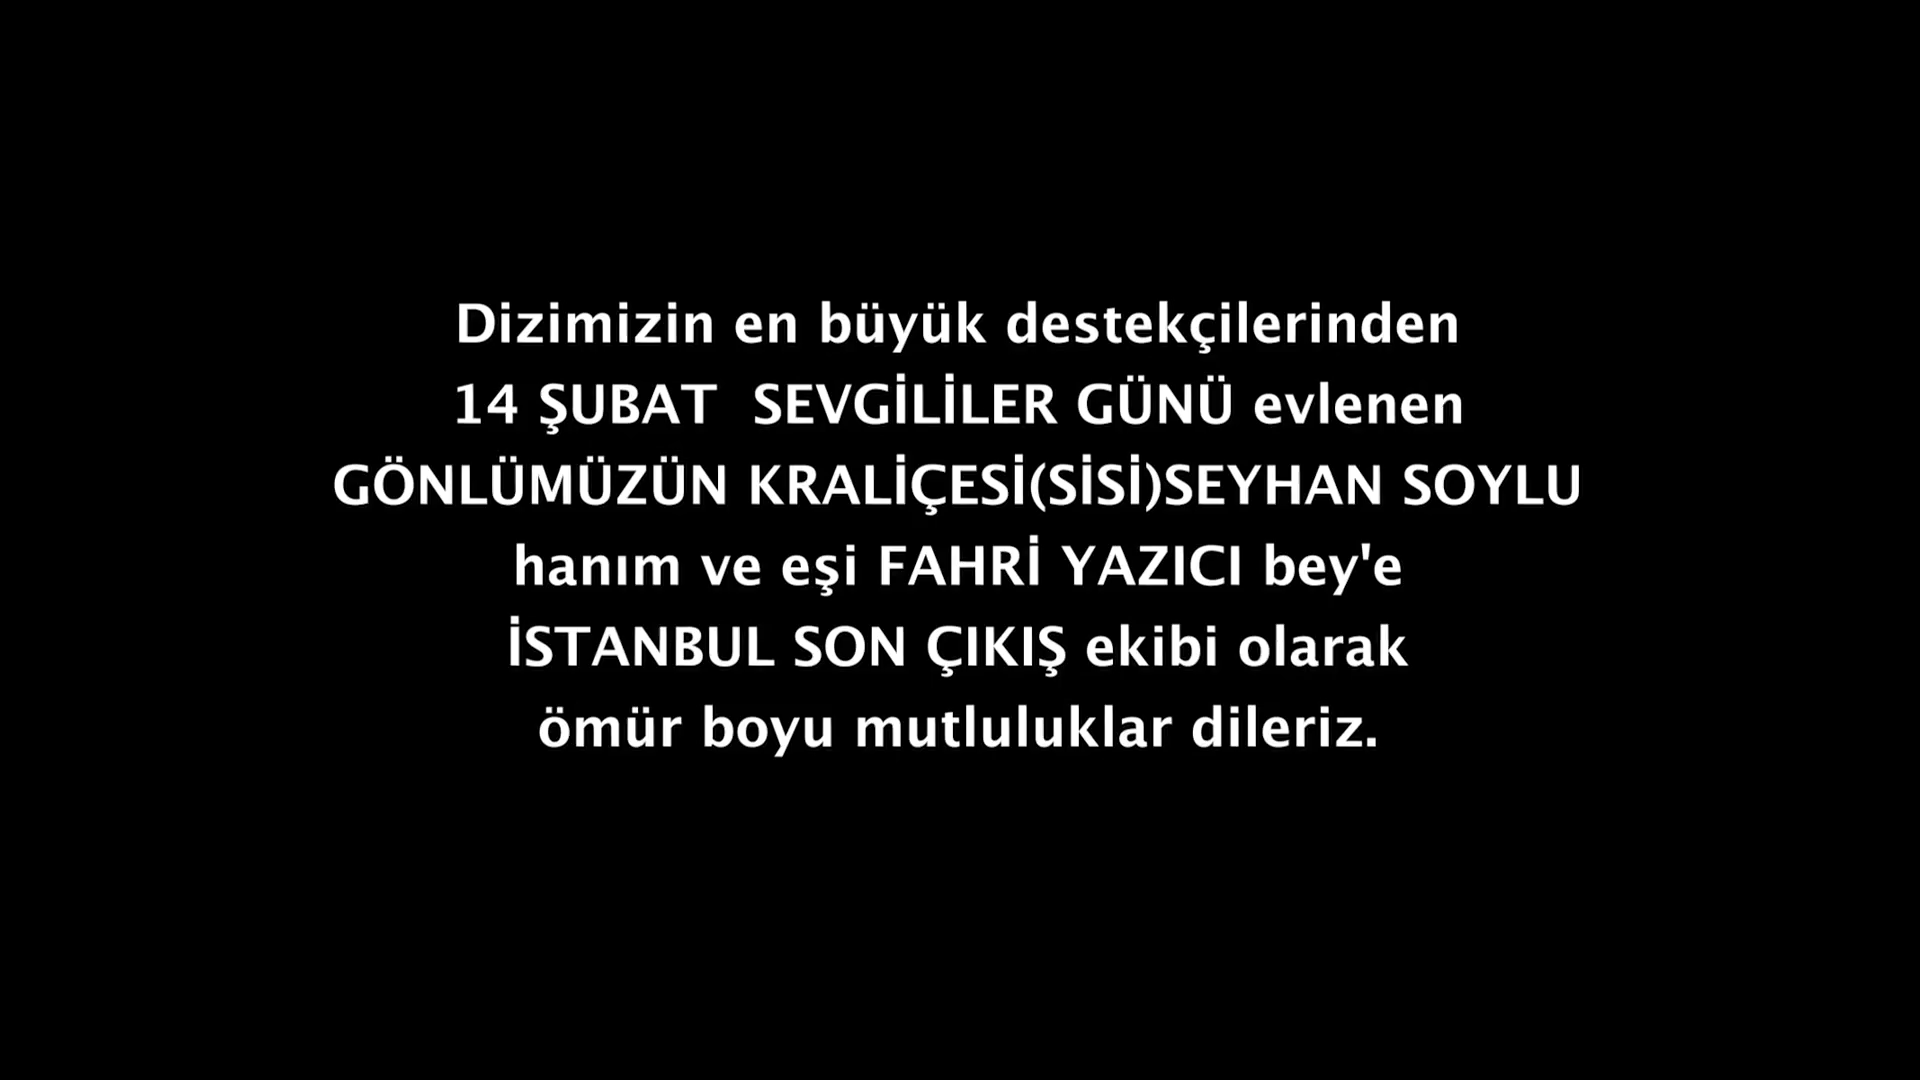 Dizimizin en büyük destekçilerinden
14 ŞUBAT  SEVGİLİLER GÜNÜ evlenen
GÖNLÜMÜZÜN KRALİÇESİ(SİSİ)SEYHAN SOYLU
hanım ve eşi FAHRİ YAZICI bey'e
İSTANBUL SON ÇIKIŞ ekibi olarak
ömür boyu mutluluklar dileriz.